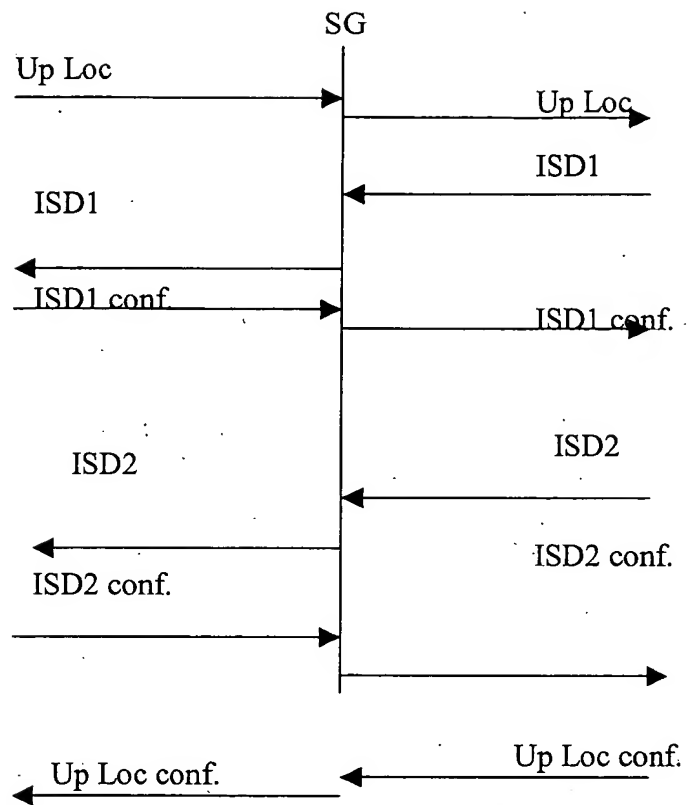 SG
Up Loc
Up Loc
ISD1
ISD1
ISD1 conf.
ISD1 conf.
ISD2
ISD2
ISD2 conf.
ISD2 conf.
Up Loc conf.
Up Loc conf.